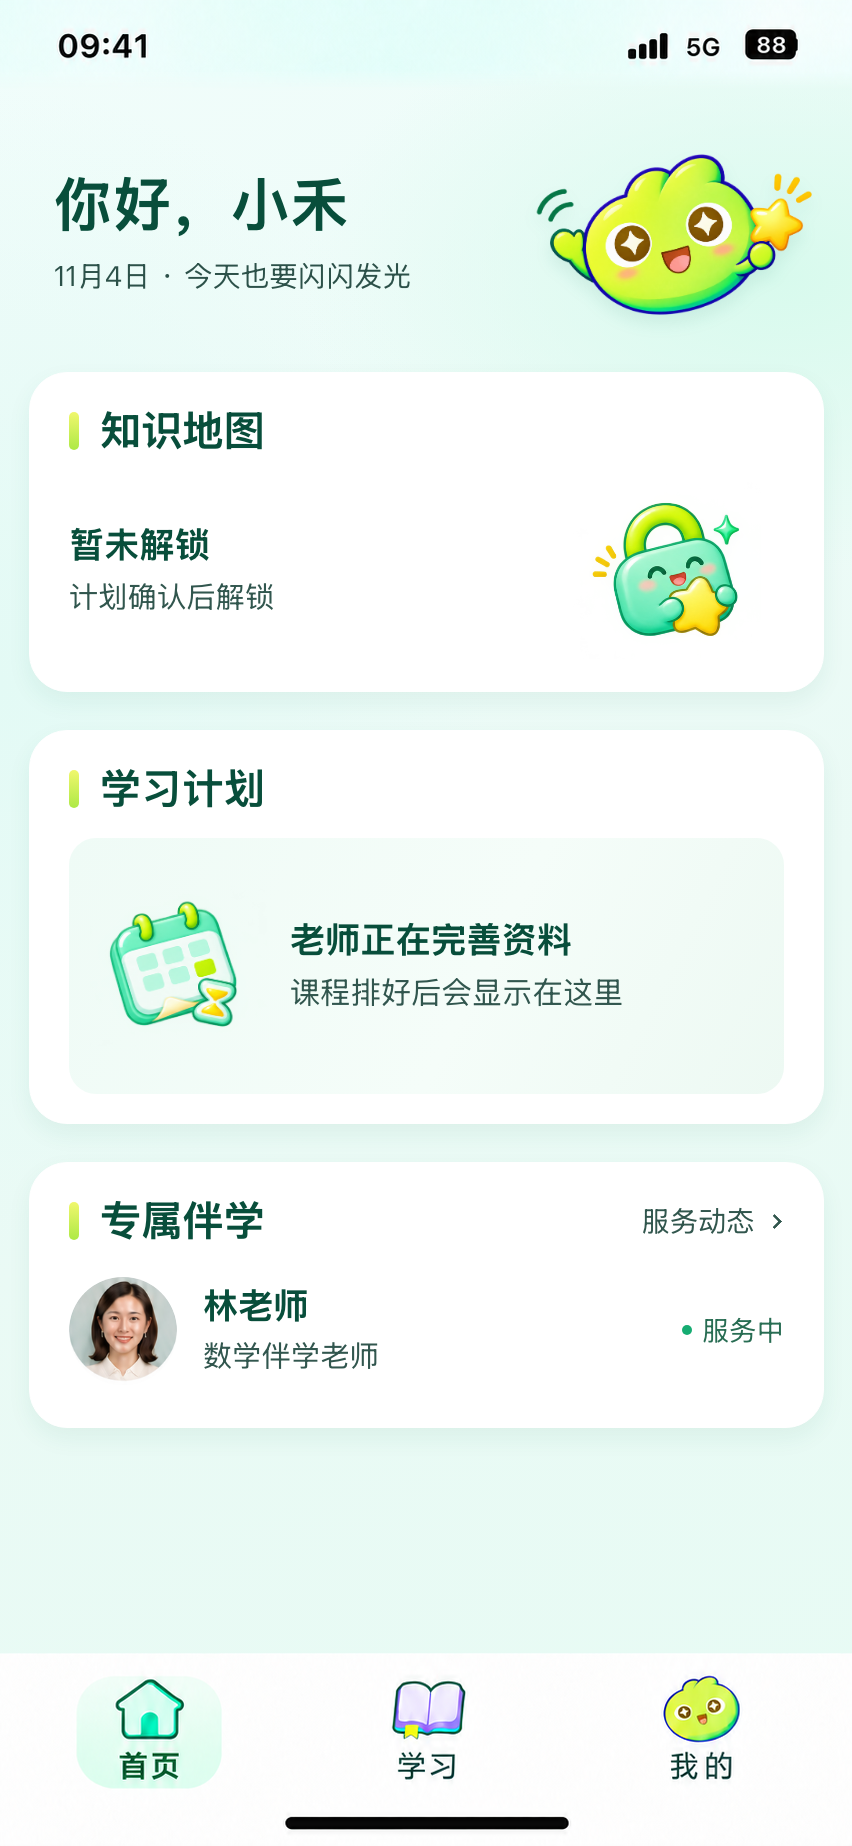 09:41
5G
88
你好，小禾
11月4日 · 今天也要闪闪发光
知识地图
暂未解锁
计划确认后解锁
学习计划
老师正在完善资料
课程排好后会显示在这里
专属伴学
服务动态 >
林老师
数学伴学老师
服务中
首页
学习
我的